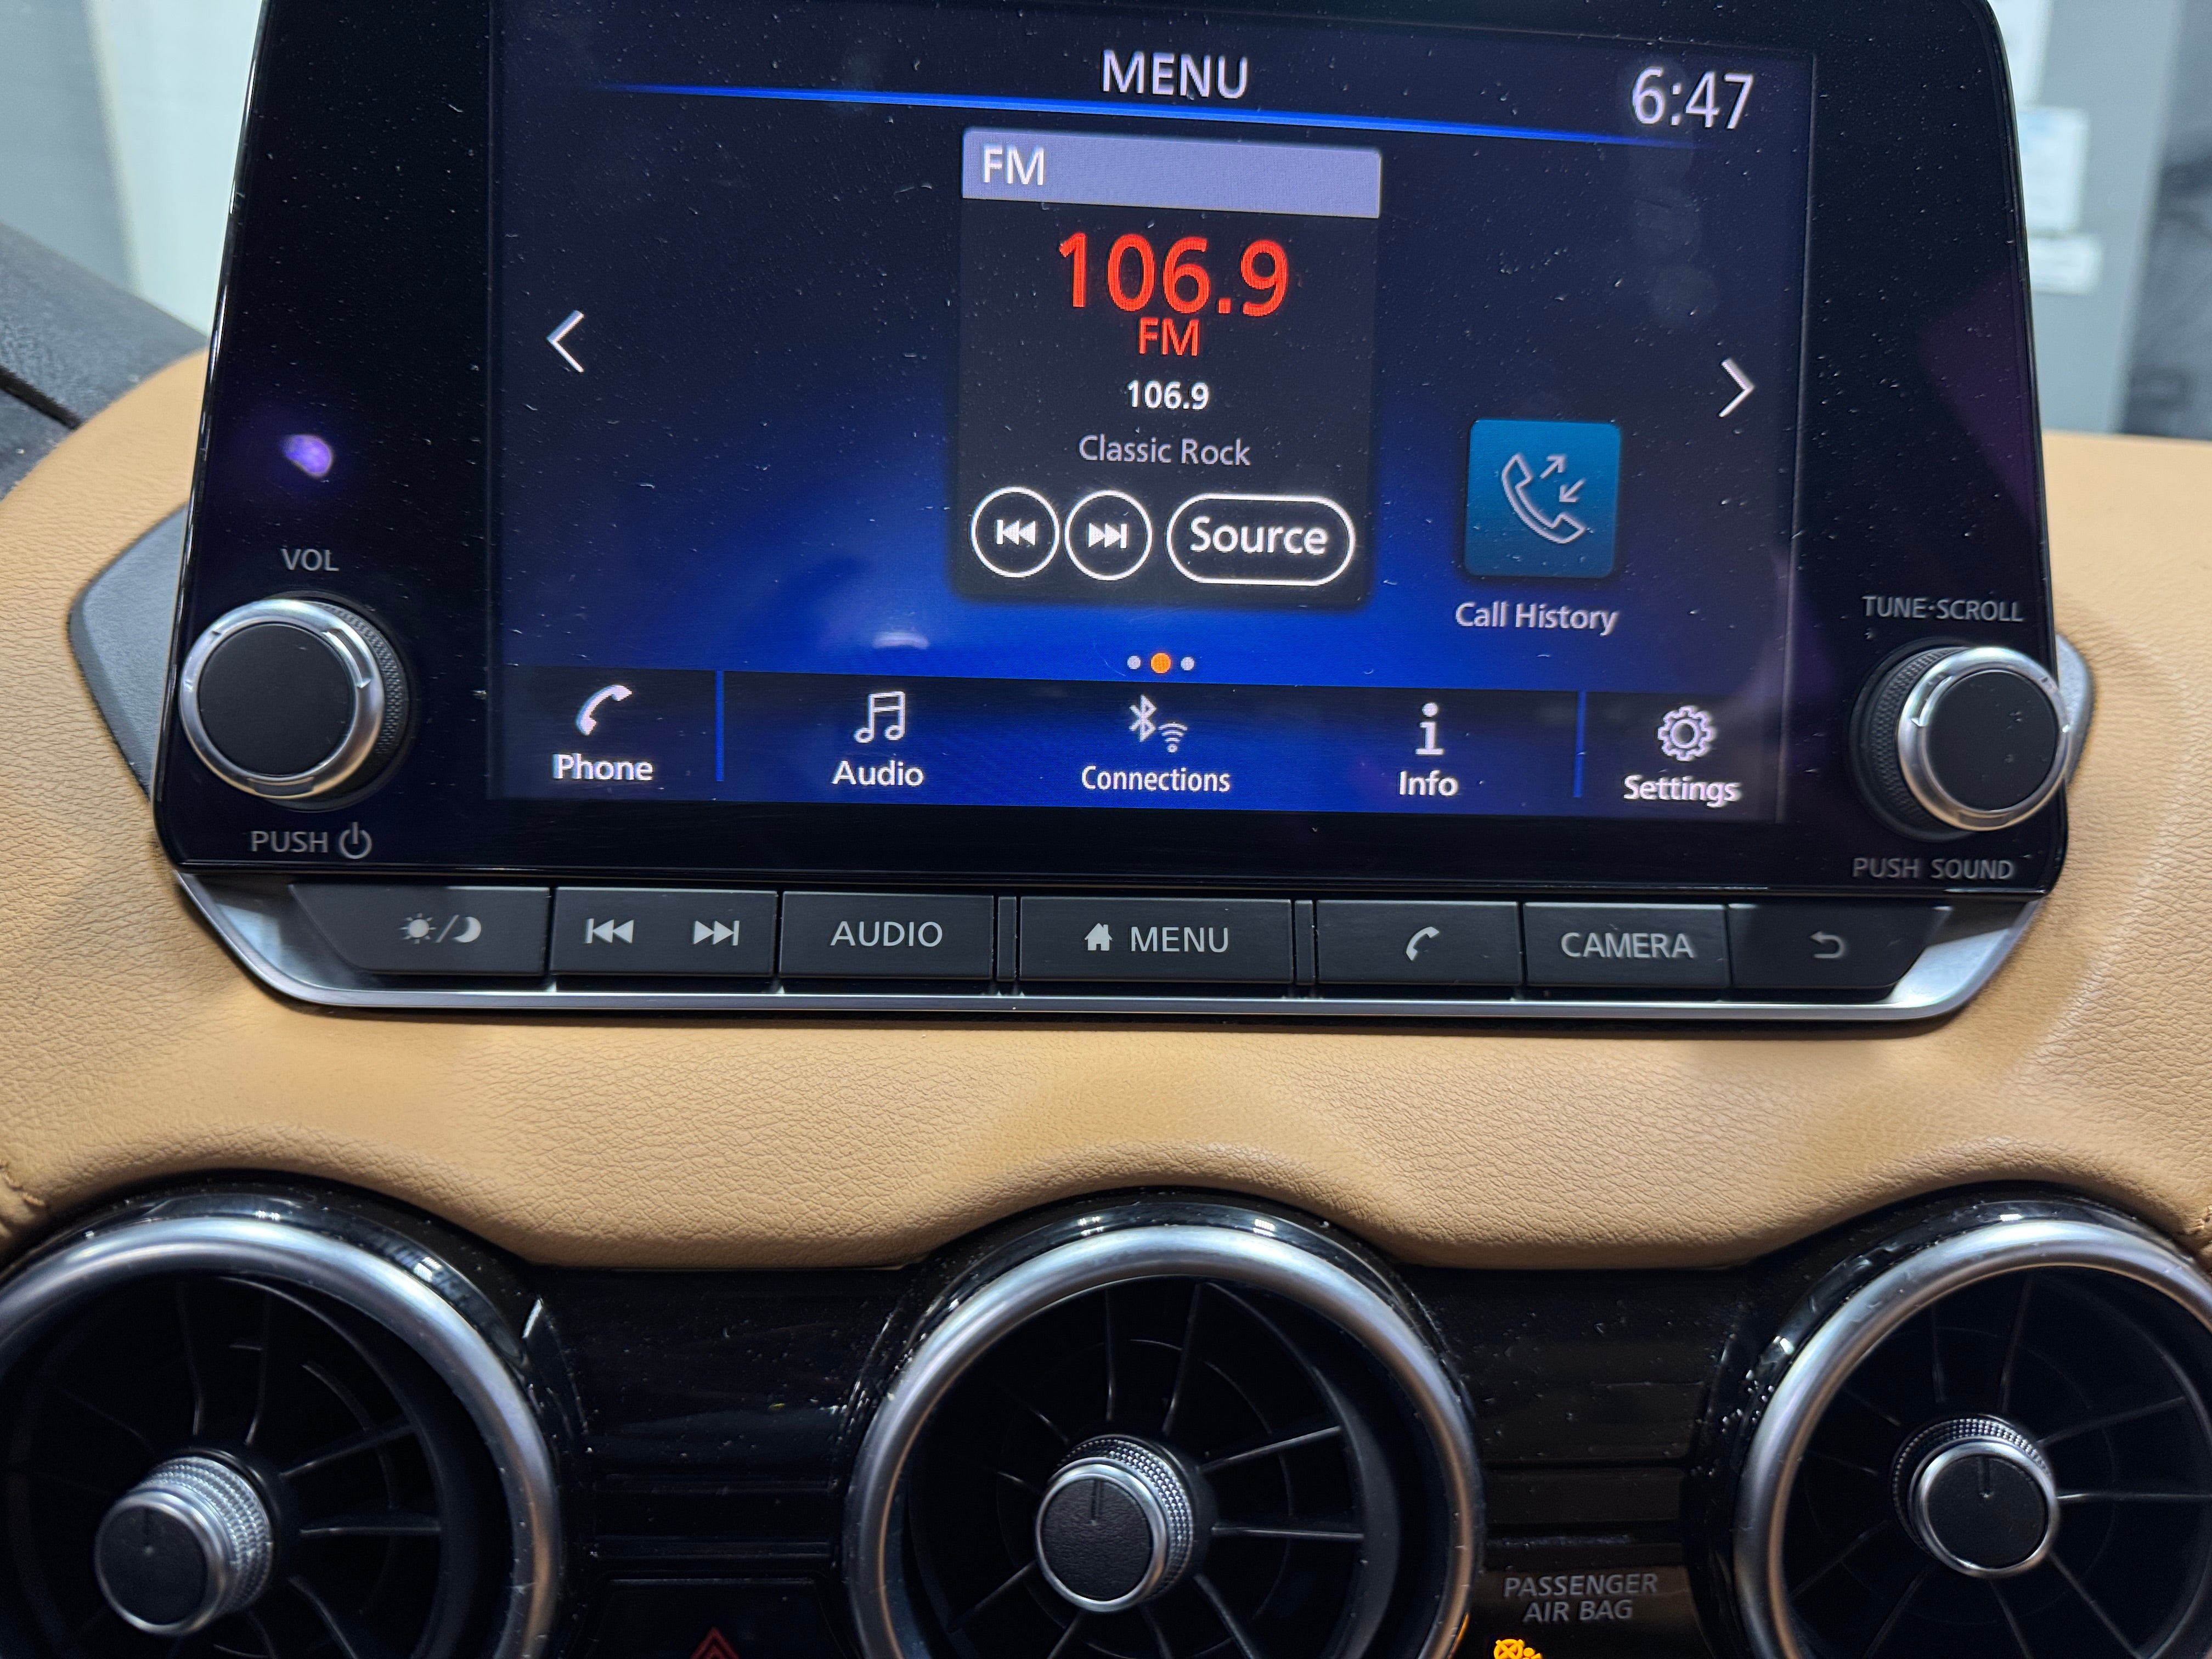 MENU
6:47
FM
106.9
FM
106.9
Classic Rock
Source
Call History
VOL
TUNE·SCROLL
Phone
Audio
Connections
Info
Settings
PUSH
PUSH SOUND
AUDIO
MENU
CAMERA
PASSENGER
AIR BAG